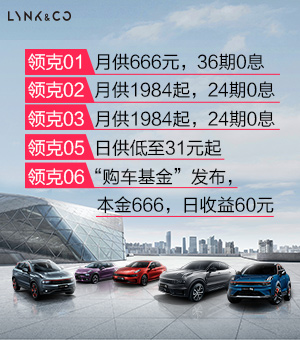 LYNK&CO
领克01 月供666元，36期0息
领克02 月供1984起，24期0息
领克03 月供1984起，24期0息
领克05 日供低至31元起
领克06 “购车基金”发布，
本金666，日收益60元